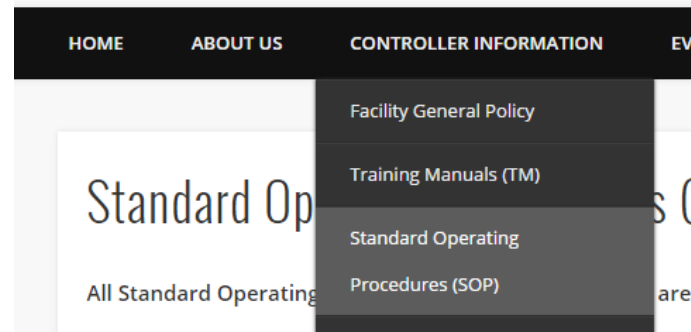 HOME ABOUT US CONTROLLER INFORMATION
Facility General Policy
Training Manuals (TM)
Standard Op
Standard Operating
Procedures (SOP)
All Standard Operating are